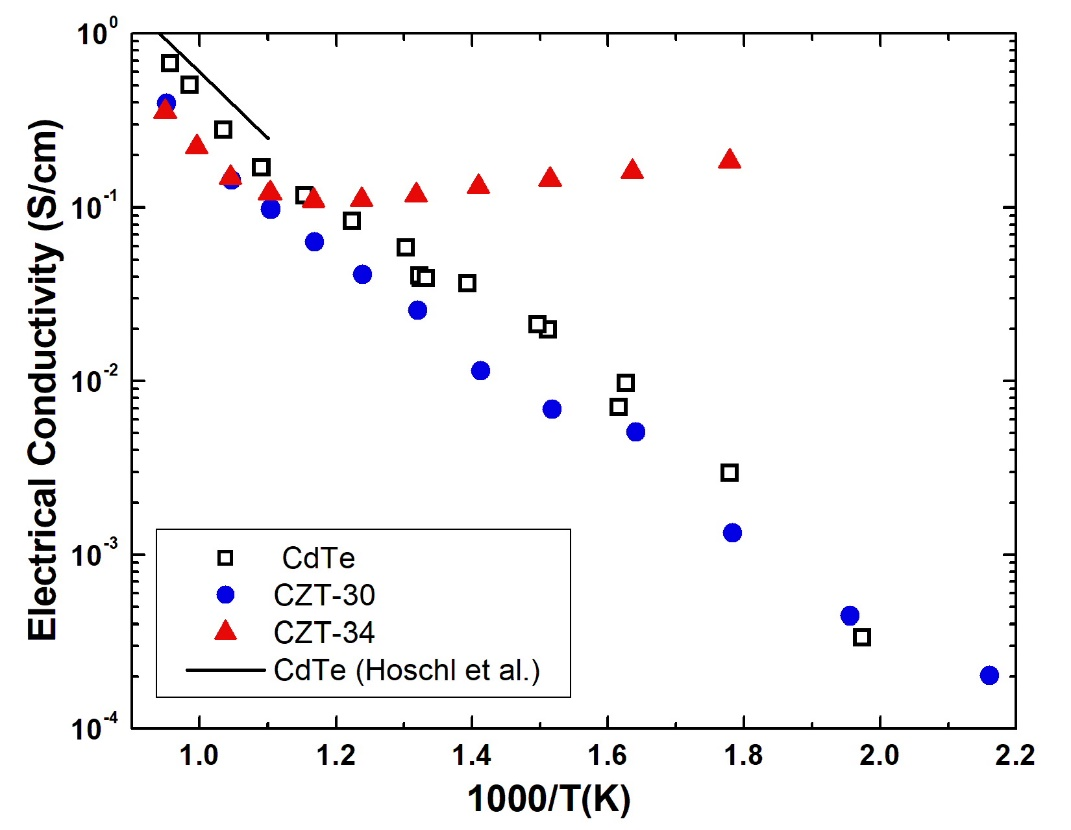 10^0
10^-1
10^-2
10^-3
10^-4
Electrical Conductivity (S/cm)
CdTe
CZT-30
CZT-34
CdTe (Hoschl et al.)
1.0 1.2 1.4 1.6 1.8 2.0 2.2
1000/T(K)